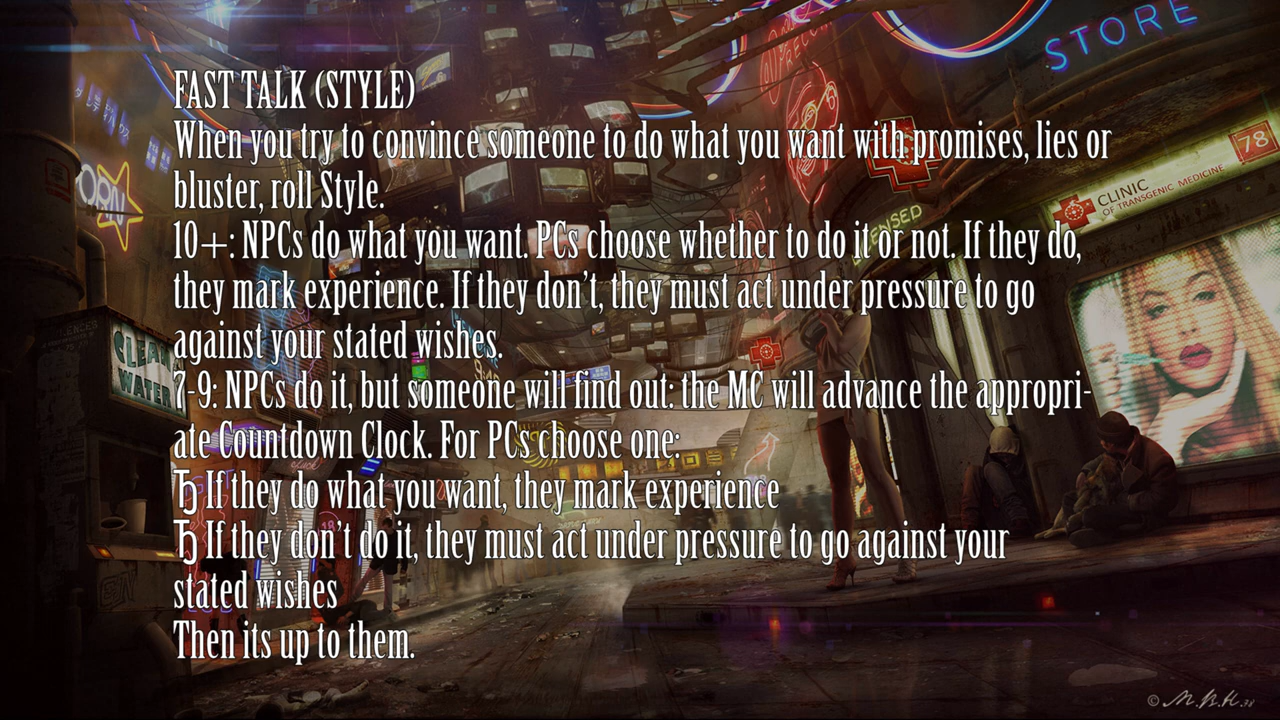 FAST TALK (STYLE)
When you try to convince someone to do what you want with promises, lies or
bluster, roll Style.
10+: NPCs do what you want. PCs choose whether to do it or not. If they do,
they mark experience. If they don't, they must act under pressure to go
against your stated wishes.
7-9: NPCs do it, but someone will find out: the MC will advance the appropri-
ate Countdown Clock. For PCs choose one:
Ђ If they do what you want, they mark experience
Ђ If they don't do it, they must act under pressure to go against your
stated wishes
Then its up to them.
STORE
78
CLINIC
OF TRANSGENIC MEDICINE
CLEAN
WATER
© M.N.H.38